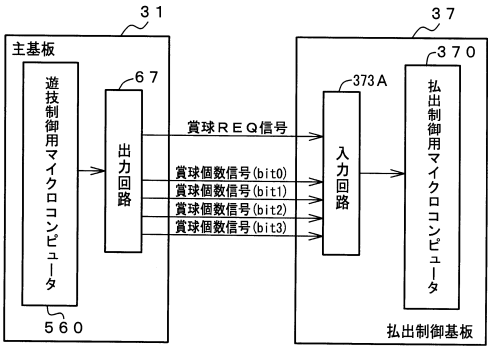 ３１
主基板
遊技制御用マイクロコンピュータ
５６０
６７
出力回路
賞球ＲＥＱ信号
賞球個数信号(bit0)
賞球個数信号(bit1)
賞球個数信号(bit2)
賞球個数信号(bit3)
３７
373A
入力回路
３７０
払出制御用マイクロコンピュータ
払出制御基板